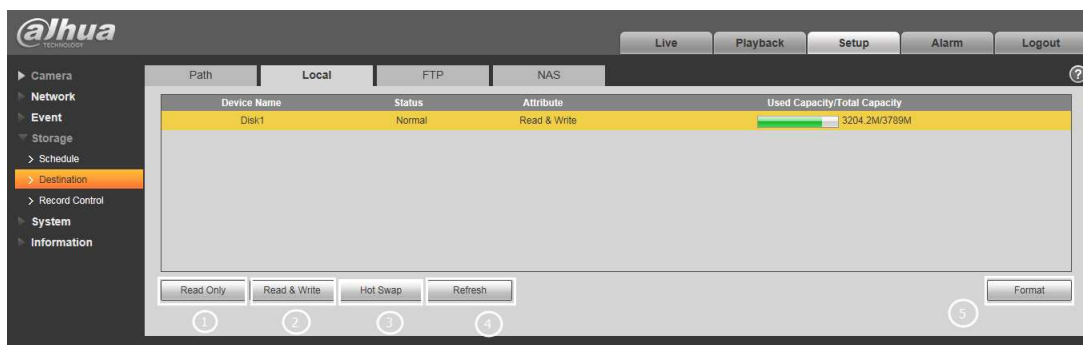 alhua
TECHNOLOGY
Live Playback Setup Alarm Logout
Camera
Network
Event
Storage
Schedule
Destination
Record Control
System
Information
Path Local FTP NAS
?
Device Name Status Attribute Used Capacity/Total Capacity
Disk1 Normal Read & Write 3204.2M/3789M
Read Only Read & Write Hot Swap Refresh Format
1 2 3 4 5